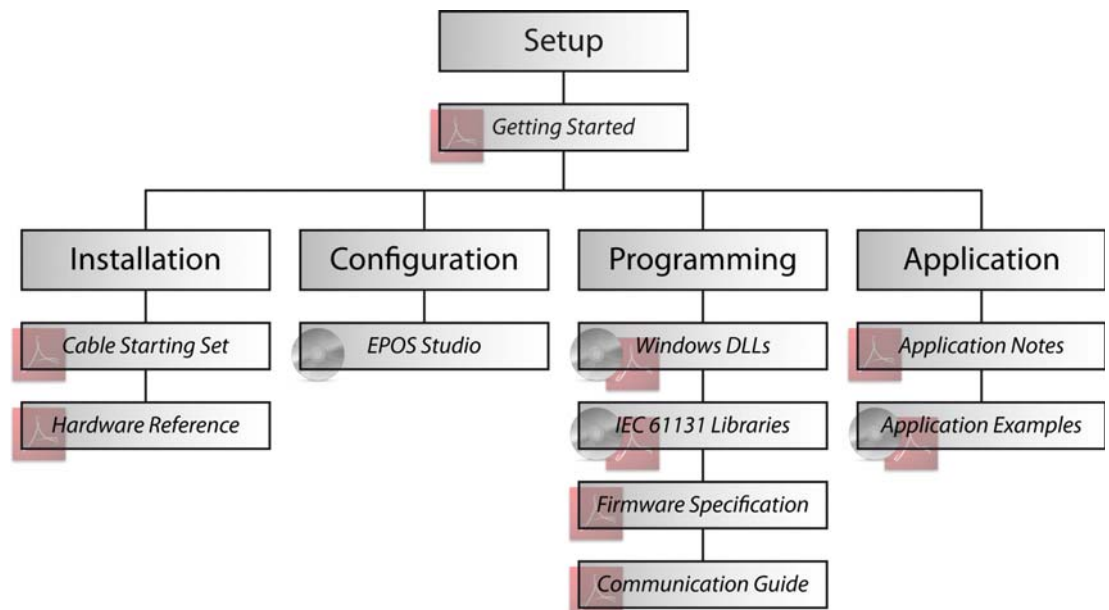 Setup
Getting Started
Installation
Configuration
Programming
Application
Cable Starting Set
EPOS Studio
Windows DLLs
Application Notes
Hardware Reference
IEC 61131 Libraries
Application Examples
Firmware Specification
Communication Guide